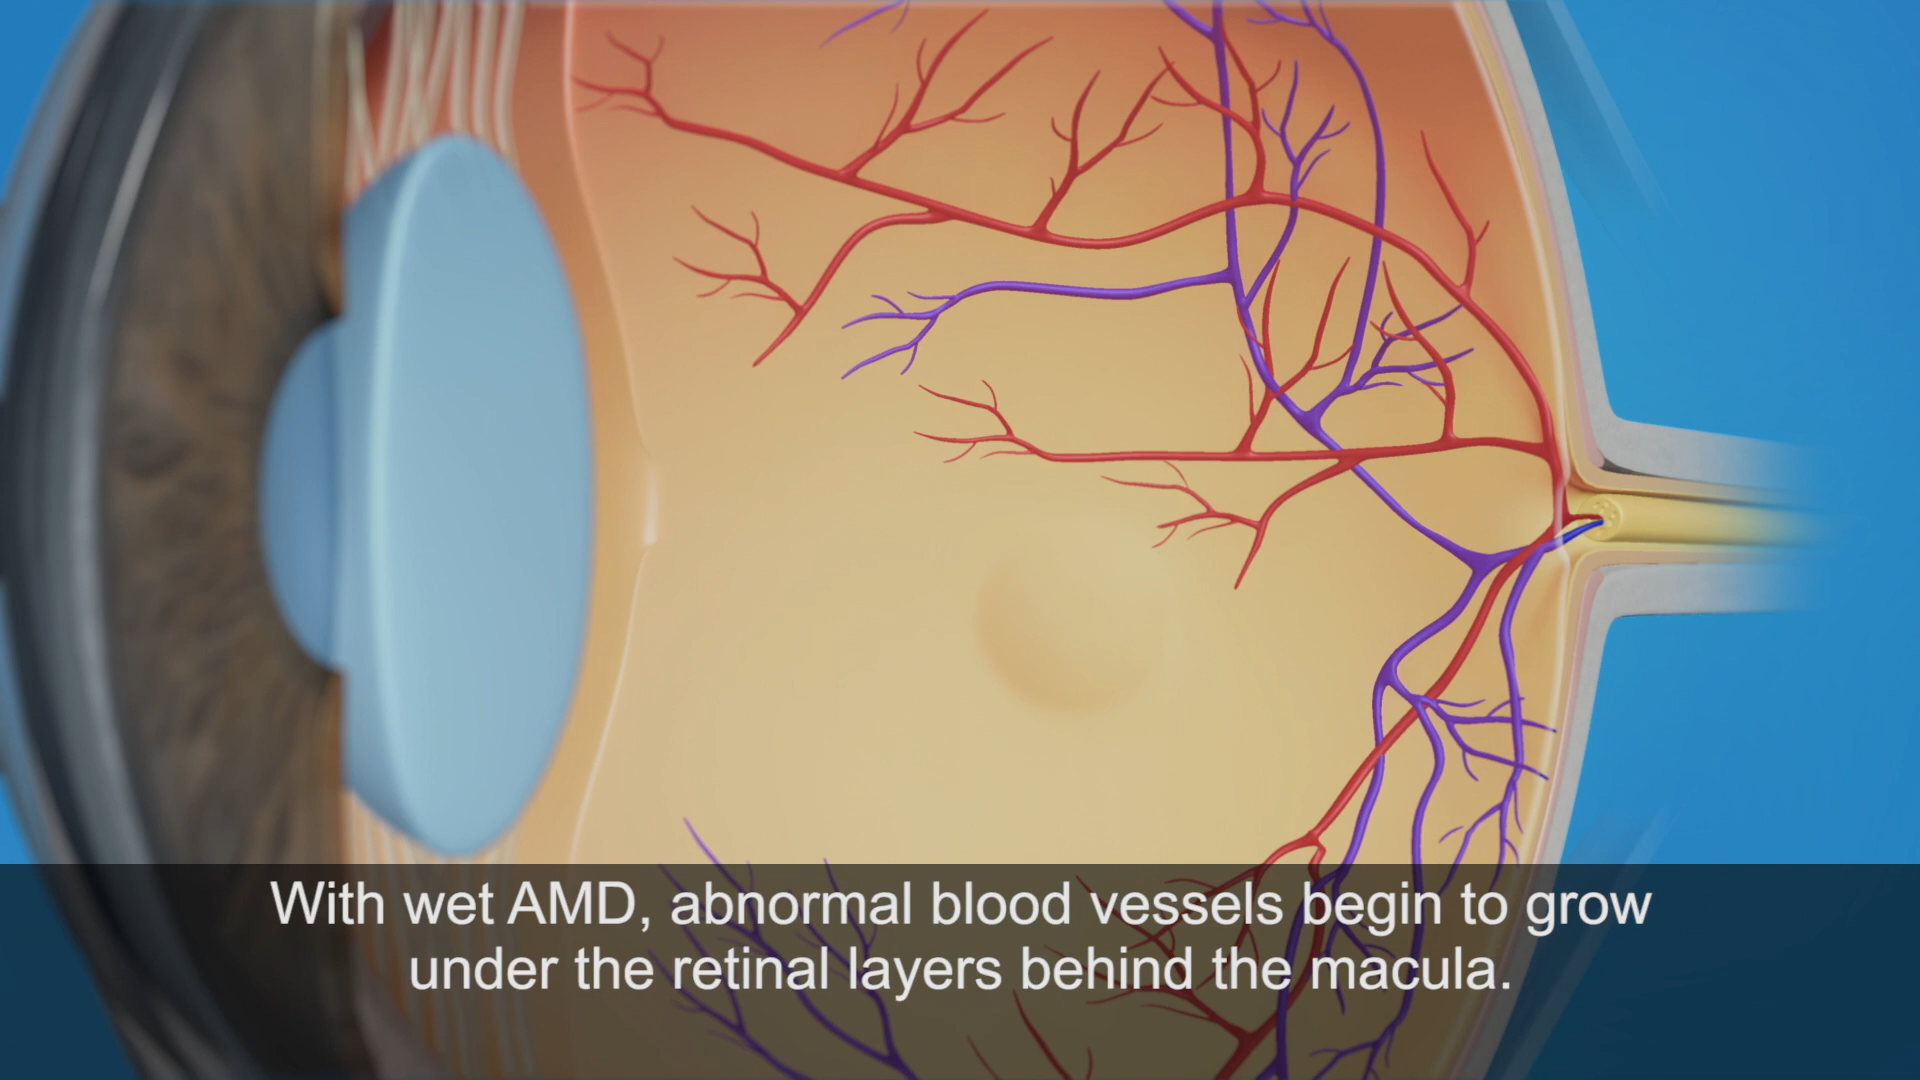 With wet AMD, abnormal blood vessels begin to grow
under the retinal layers behind the macula.